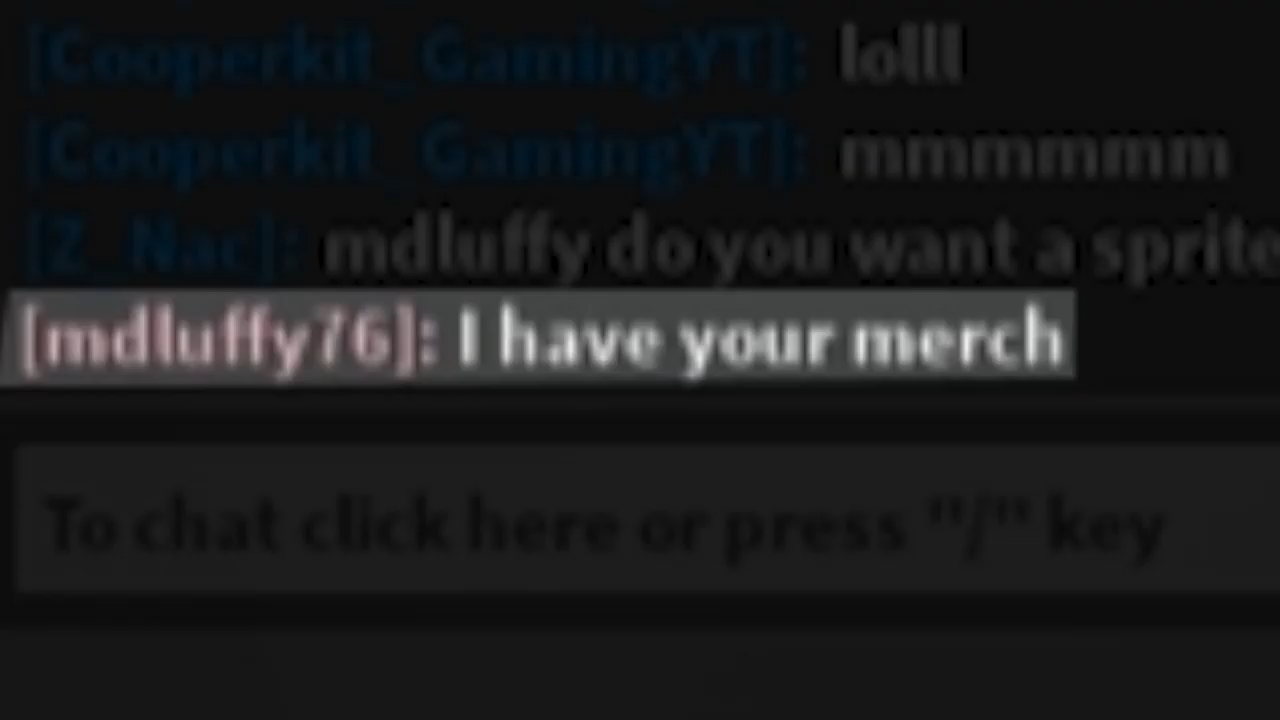 [Cooperkit_GamingYT]: lolll
[Cooperkit_GamingYT]: mmmmmm
[Z_Nac]: mdluffy do you want a sprite
[mdluffy76]: I have your merch
To chat click here or press "/" key